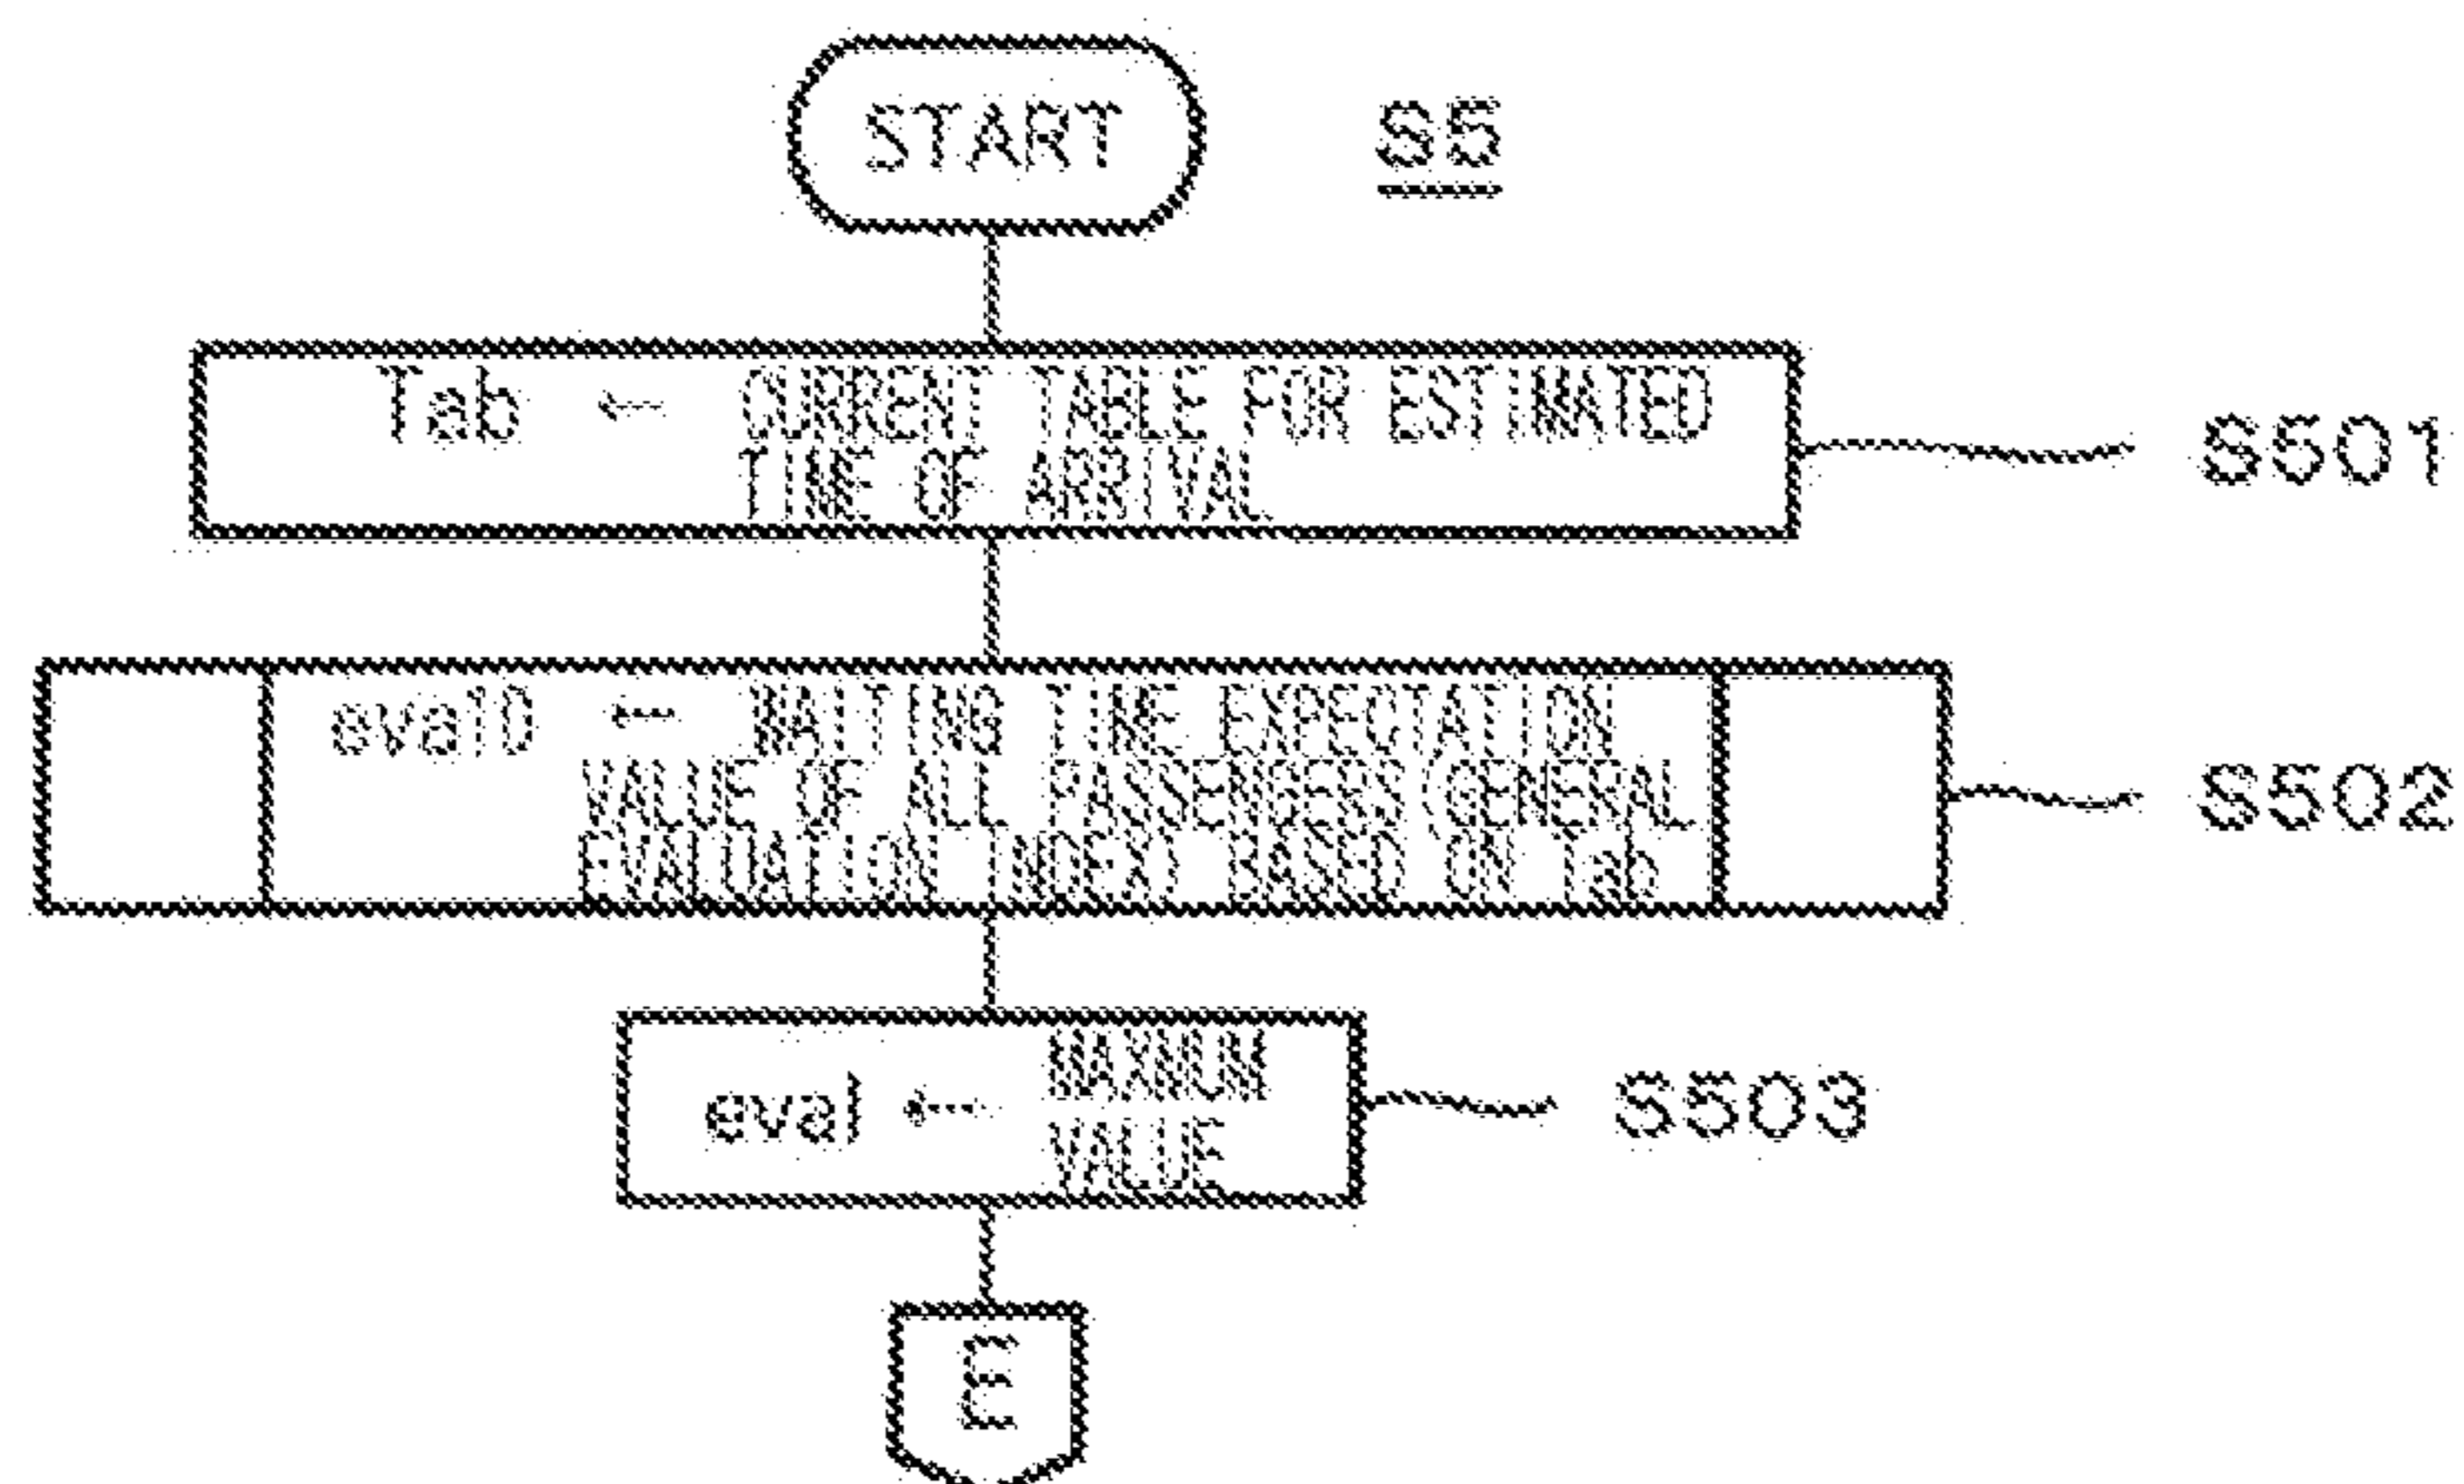 START
S5
Tab ← CURRENT TABLE FOR ESTIMATED
TIME OF ARRIVAL
S501
eval0 ← WAITING TIME EXPECTATION
VALUE OF ALL PASSENGERS(GENERAL
EVALUATION INDEX) BASED ON Tab
S502
eval ← MAXMUM
VALUE
S503
E